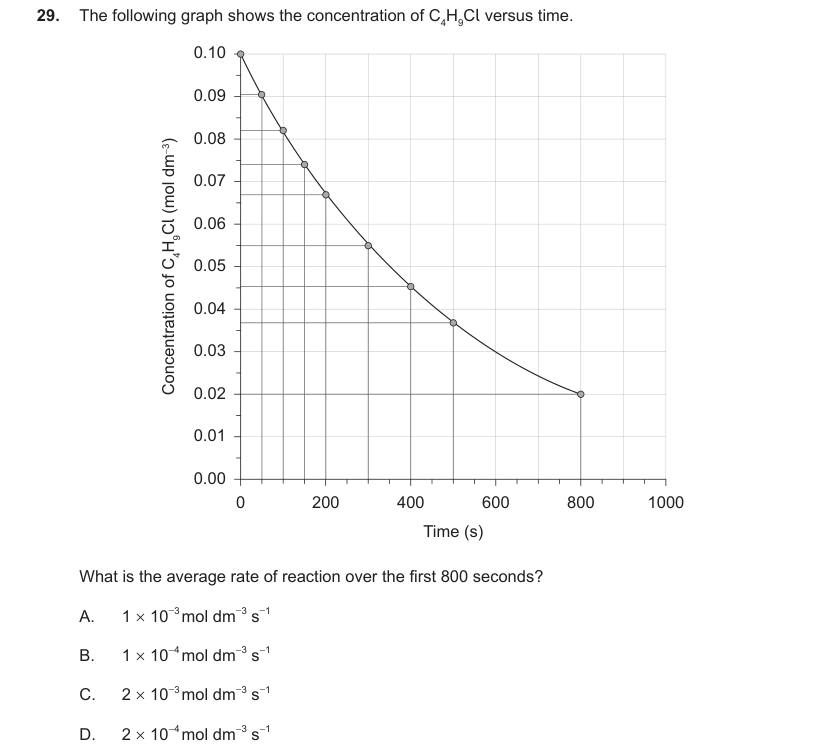 29. The following graph shows the concentration of C₄H₉Cl versus time.
Concentration of C₄H₉Cl (mol dm⁻³)
0.10
0.09
0.08
0.07
0.06
0.05
0.04
0.03
0.02
0.01
0.00
0 200 400 600 800 1000
Time (s)
What is the average rate of reaction over the first 800 seconds?
A. 1 × 10⁻³ mol dm⁻³ s⁻¹
B. 1 × 10⁻⁴ mol dm⁻³ s⁻¹
C. 2 × 10⁻³ mol dm⁻³ s⁻¹
D. 2 × 10⁻⁴ mol dm⁻³ s⁻¹